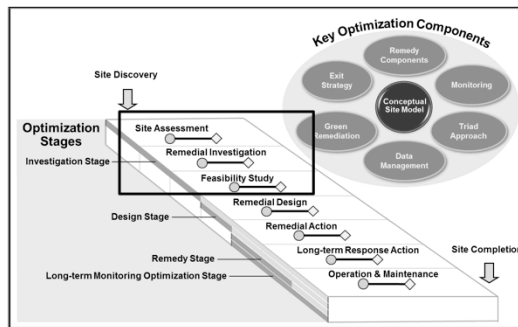 Key Optimization Components
Remedy
Components
Exit
Strategy
Monitoring
Conceptual
Site Model
Green
Remediation
Triad
Approach
Data
Management
Site Discovery
Optimization
Stages
Site Assessment
Remedial Investigation
Investigation Stage
Feasibility Study
Remedial Design
Design Stage
Remedial Action
Long-term Response Action
Site Completion
Remedy Stage
Operation & Maintenance
Long-term Monitoring Optimization Stage